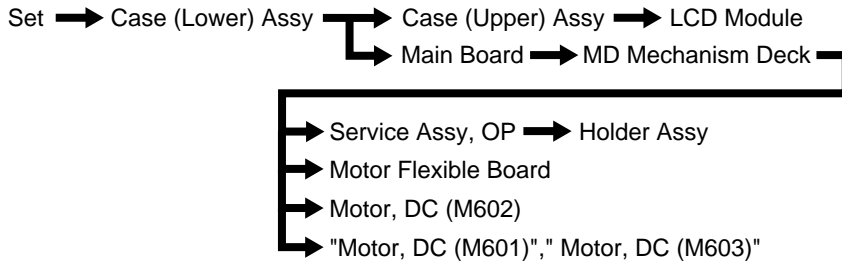 Set Case (Lower) Assy Case (Upper) Assy LCD Module
Main Board MD Mechanism Deck
Service Assy, OP Holder Assy
Motor Flexible Board
Motor, DC (M602)
"Motor, DC (M601)"," Motor, DC (M603)"